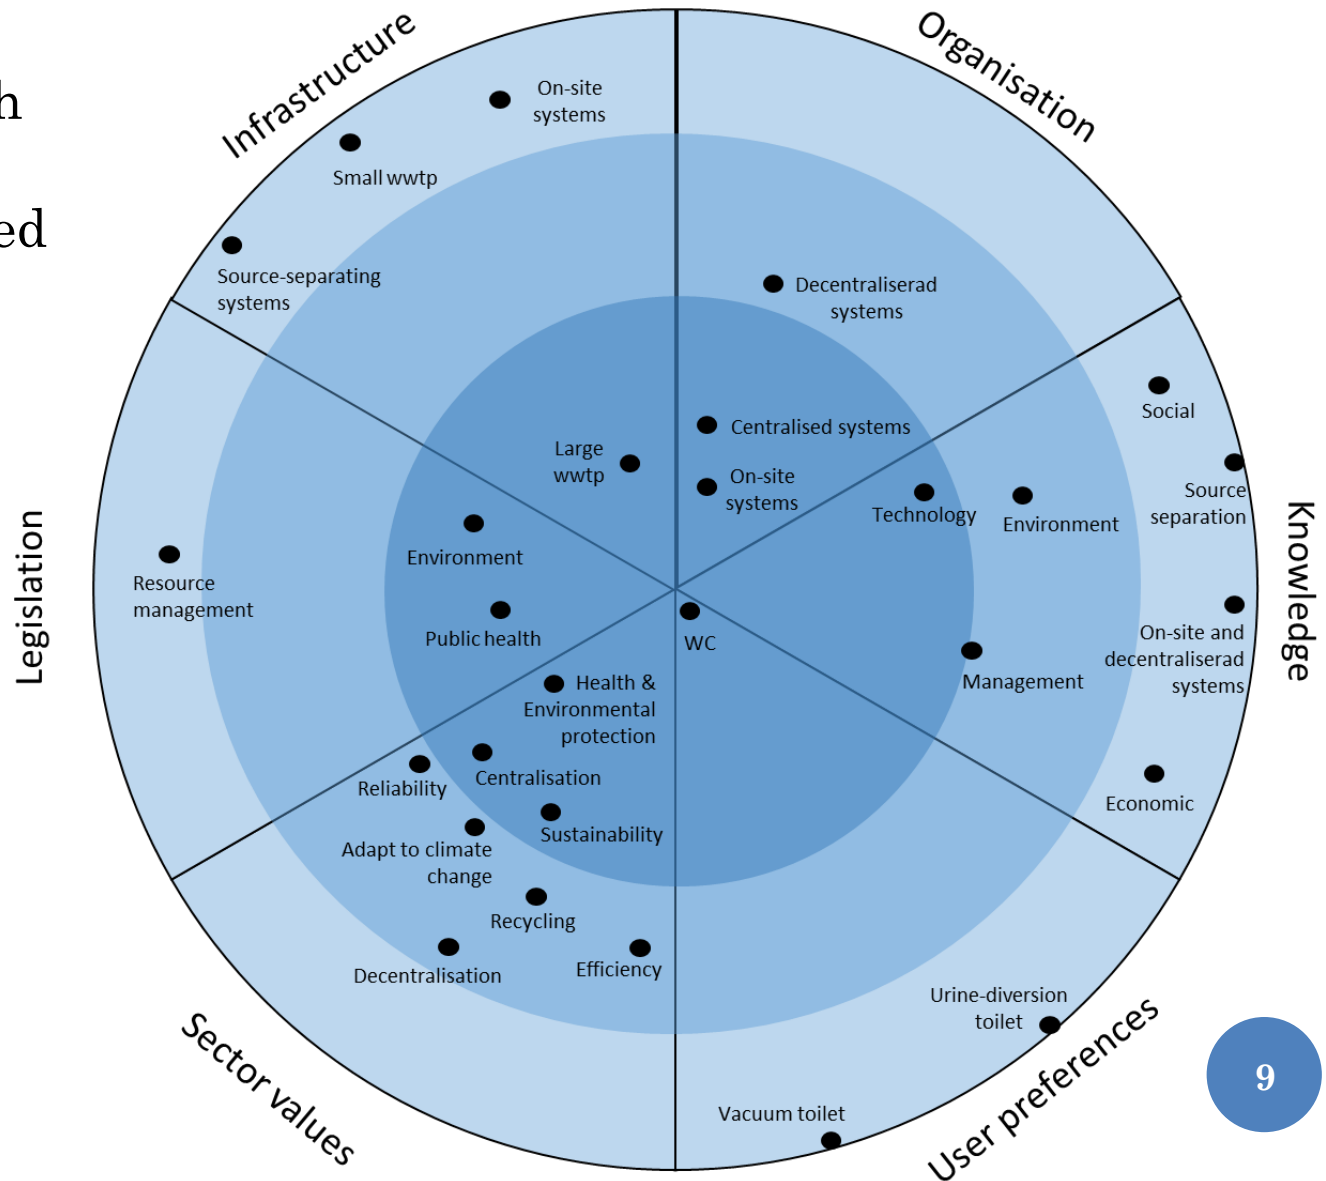 h
ed
Infrastructure
Organisation
On-site
systems
Small wwtp
Source-separating
systems
Decentraliserad
systems
Social
Centralised systems
Large
wwtp
On-site
systems
Source
separation
Technology
Environment
Knowledge
Legislation
Environment
Resource
management
Public health
WC
On-site and
decentraliserad
systems
Management
Health &
Environmental
protection
Centralisation
Reliability
Economic
Sustainability
Adapt to climate
change
Recycling
Decentralisation
Efficiency
Urine-diversion
toilet
Sector values
User preferences
Vacuum toilet
9